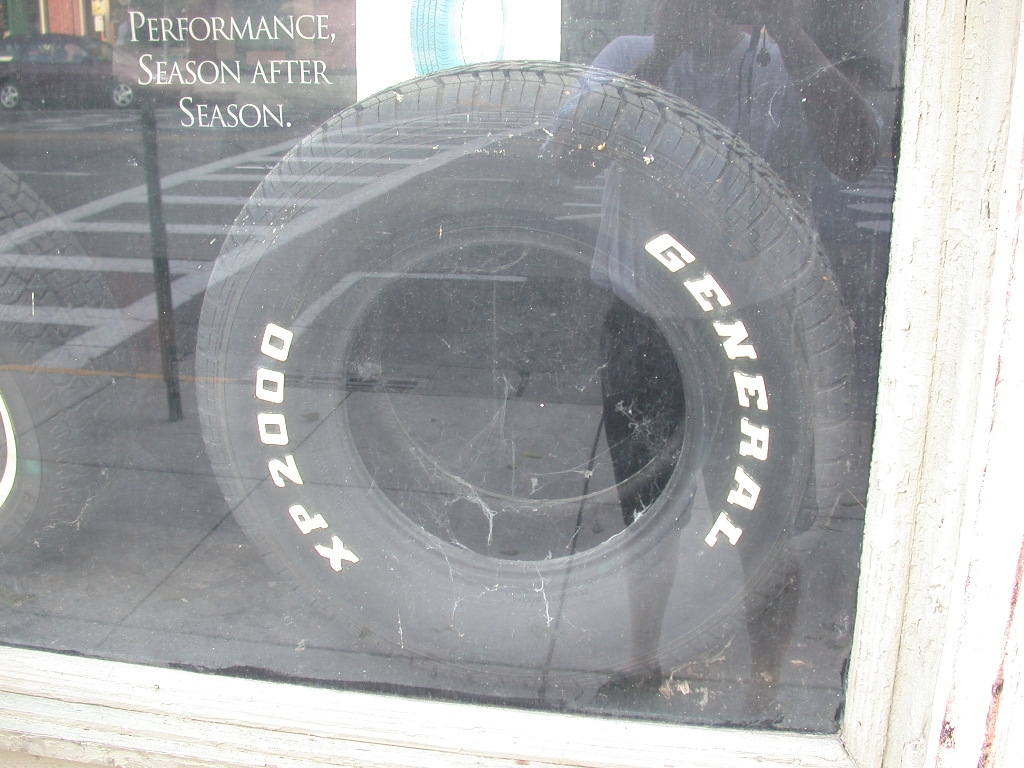 PERFORMANCE,
SEASON AFTER
SEASON.
GENERAL
XP2000